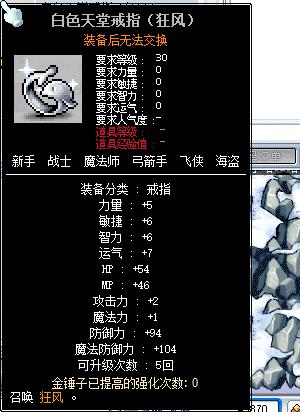 白色天堂戒指（狂风）
装备后无法交换
要求等级 : 30
要求力量 : 0
要求敏捷 : 0
要求智力 : 0
要求运气 : 0
要求人气度 : -
道具等级 : -
道具经验值 : -
新手 战士 魔法师 弓箭手 飞侠 海盗
装备分类 : 戒指
力量 : +5
敏捷 : +6
智力 : +6
运气 : +7
HP : +54
MP : +46
攻击力 : +2
魔法力 : +1
防御力 : +94
魔法防御力 : +104
可升级次数 : 5回
金锤子已提高的强化次数: 0
召唤 狂风 。